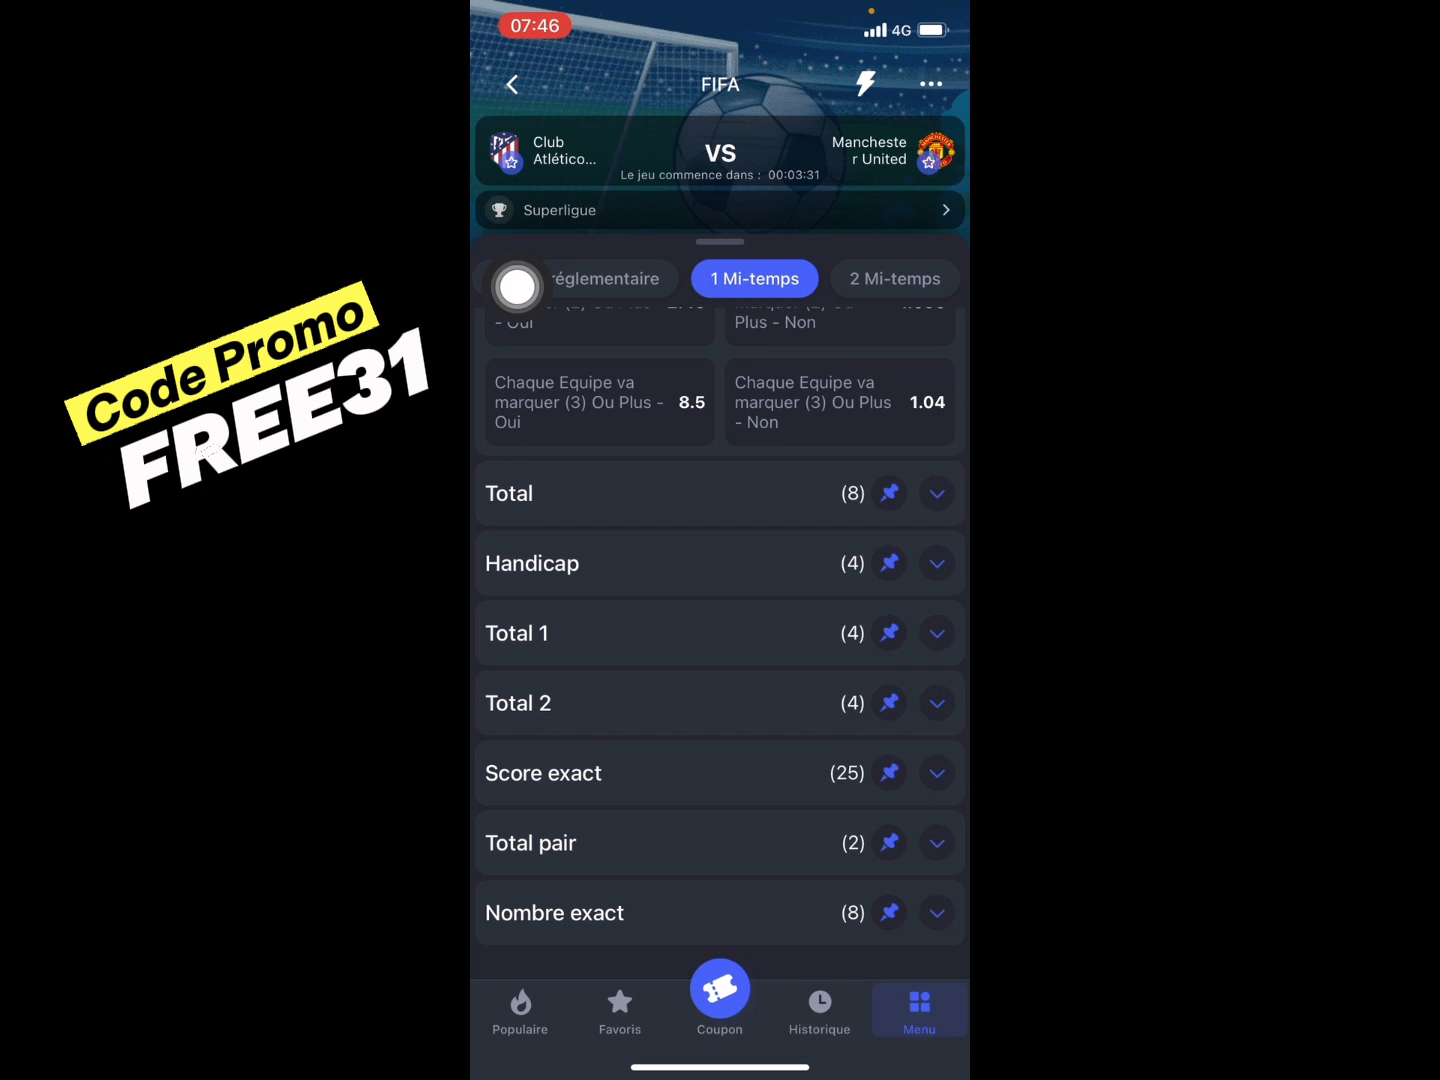 07:46
4G
FIFA
Club
Atlético...
VS
Mancheste
r United
Le jeu commence dans : 00:03:31
Superligue
réglementaire
1 Mi-temps
2 Mi-temps
- Oui
Plus - Non
Chaque Equipe va
marquer (3) Ou Plus -
Oui
8.5
Chaque Equipe va
marquer (3) Ou Plus
- Non
1.04
Total (8)
Handicap (4)
Total 1 (4)
Total 2 (4)
Score exact (25)
Total pair (2)
Nombre exact (8)
Populaire
Favoris
Coupon
Historique
Menu
Code Promo
FREE31